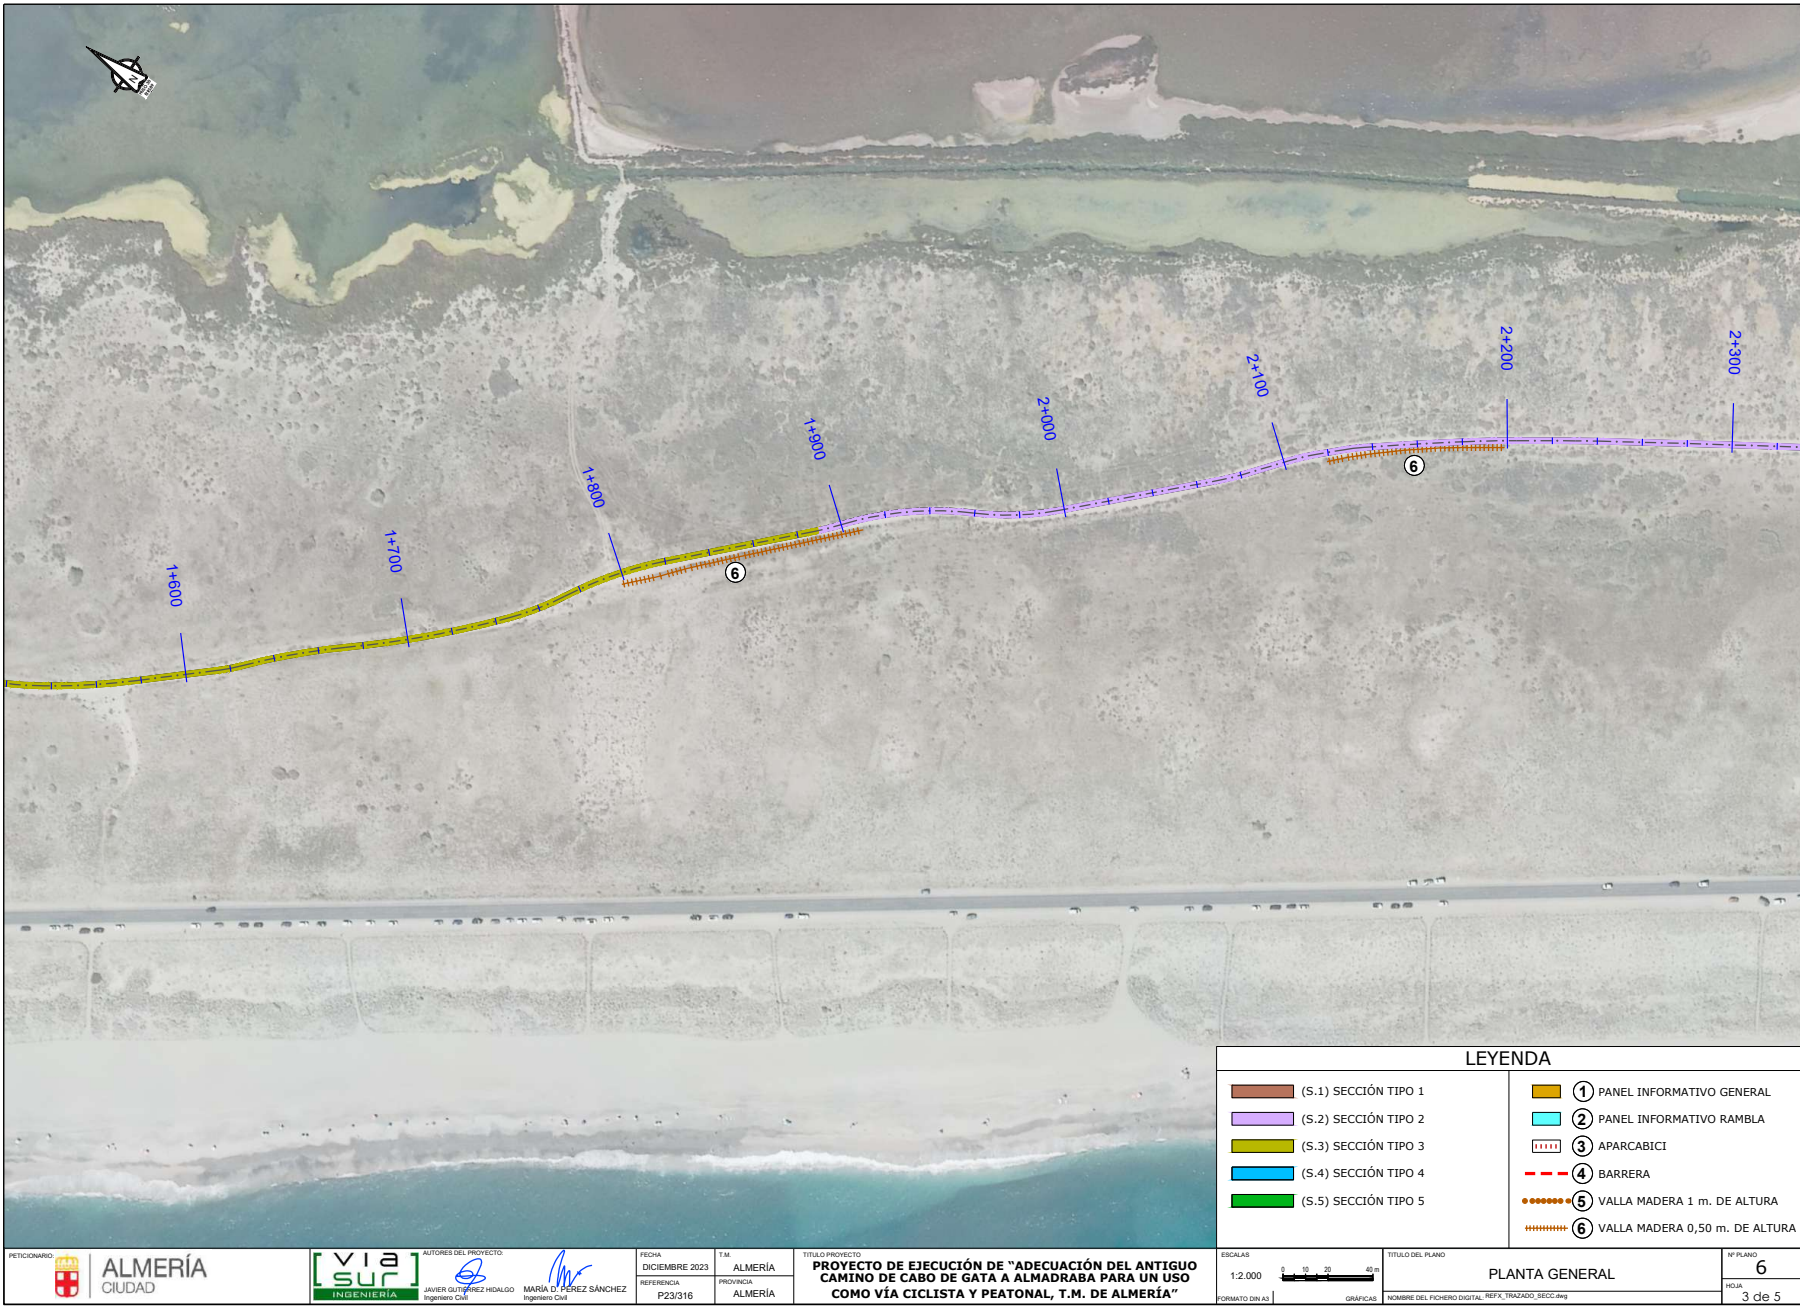 N
1+600
1+700
1+800
1+900
2+000
2+100
2+200
2+300
6
6
LEYENDA
(S.1) SECCIÓN TIPO 1
(S.2) SECCIÓN TIPO 2
(S.3) SECCIÓN TIPO 3
(S.4) SECCIÓN TIPO 4
(S.5) SECCIÓN TIPO 5
1 PANEL INFORMATIVO GENERAL
2 PANEL INFORMATIVO RAMBLA
3 APARCABICI
4 BARRERA
5 VALLA MADERA 1 m. DE ALTURA
6 VALLA MADERA 0,50 m. DE ALTURA
PETICIONARIO:
ALMERÍA
CIUDAD
vía
sur
INGENIERÍA
AUTORES DEL PROYECTO:
JAVIER GUTIÉRREZ HIDALGO
Ingeniero Civil
MARÍA D. PÉREZ SÁNCHEZ
Ingeniero Civil
FECHA
DICIEMBRE 2023
REFERENCIA
P23/316
T.M.
ALMERÍA
PROVINCIA
ALMERÍA
TITULO PROYECTO
PROYECTO DE EJECUCIÓN DE "ADECUACIÓN DEL ANTIGUO
CAMINO DE CABO DE GATA A ALMADRABA PARA UN USO
COMO VÍA CICLISTA Y PEATONAL, T.M. DE ALMERÍA"
ESCALAS
1:2.000
0 10 20 40 m
FORMATO DIN A3
GRÁFICAS
TITULO DEL PLANO
PLANTA GENERAL
NOMBRE DEL FICHERO DIGITAL: REFX_TRAZADO_SECC.dwg
Nº PLANO
6
HOJA
3 de 5